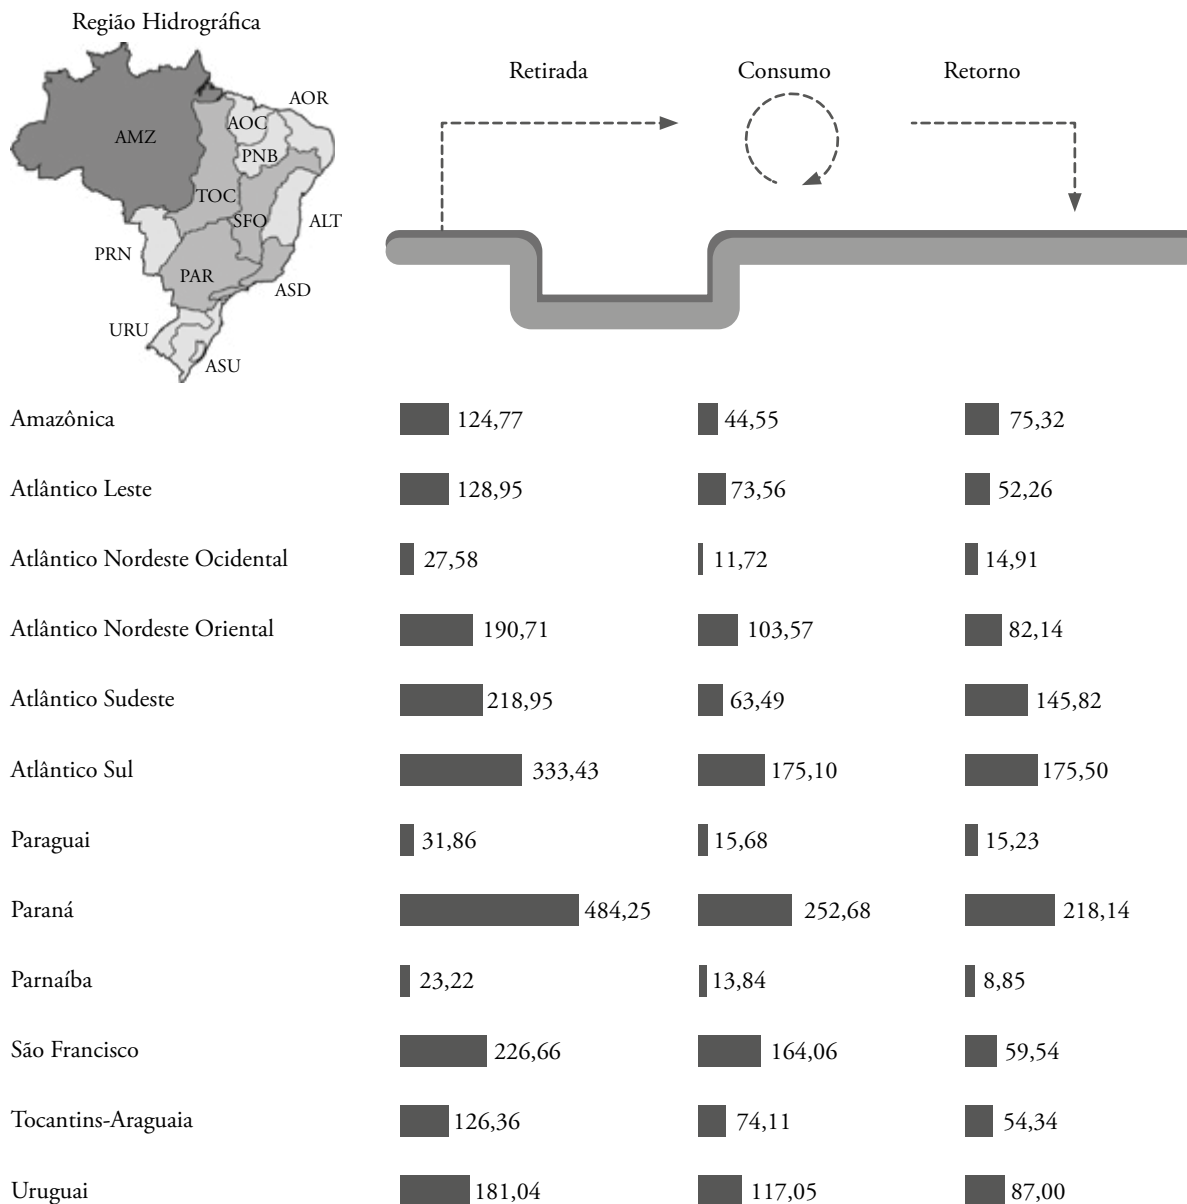 Região Hidrográfica
Retirada Consumo Retorno
AOR
AMZ
AOC
PNB
TOC
SFO
ALT
PRN
PAR
ASD
URU
ASU
Amazônica 124,77 44,55 75,32
Atlântico Leste 128,95 73,56 52,26
Atlântico Nordeste Ocidental 27,58 11,72 14,91
Atlântico Nordeste Oriental 190,71 103,57 82,14
Atlântico Sudeste 218,95 63,49 145,82
Atlântico Sul 333,43 175,10 175,50
Paraguai 31,86 15,68 15,23
Paraná 484,25 252,68 218,14
Parnaíba 23,22 13,84 8,85
São Francisco 226,66 164,06 59,54
Tocantins-Araguaia 126,36 74,11 54,34
Uruguai 181,04 117,05 87,00